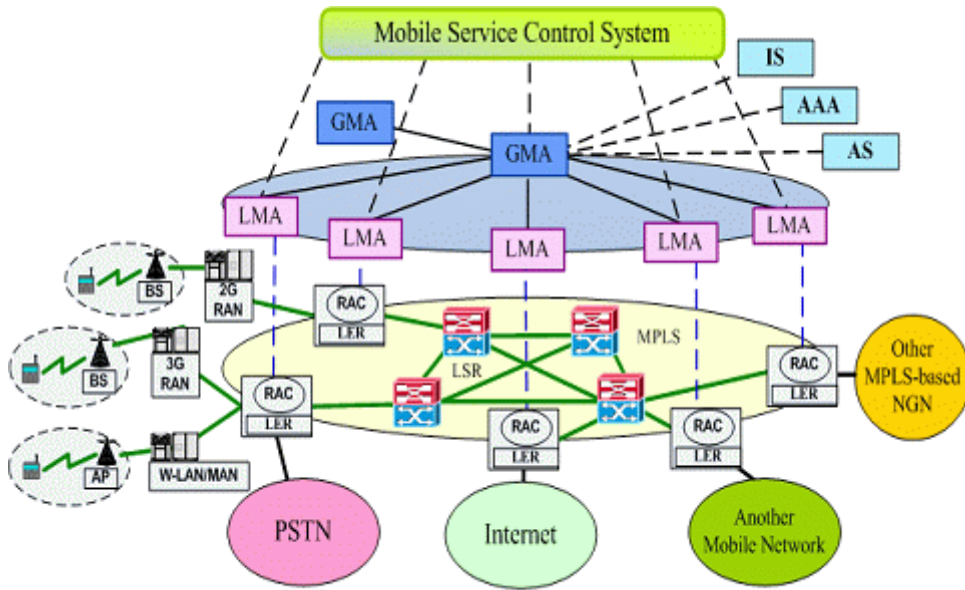 Mobile Service Control System
IS
AAA
AS
GMA
GMA
LMA
LMA
LMA
LMA
LMA
BS
2G
RAN
RAC
LER
MPLS
LSR
BS
3G
RAN
RAC
LER
RAC
LER
Other
MPLS-based
NGN
AP
W-LAN/MAN
RAC
LER
RAC
LER
PSTN
Internet
Another
Mobile Network